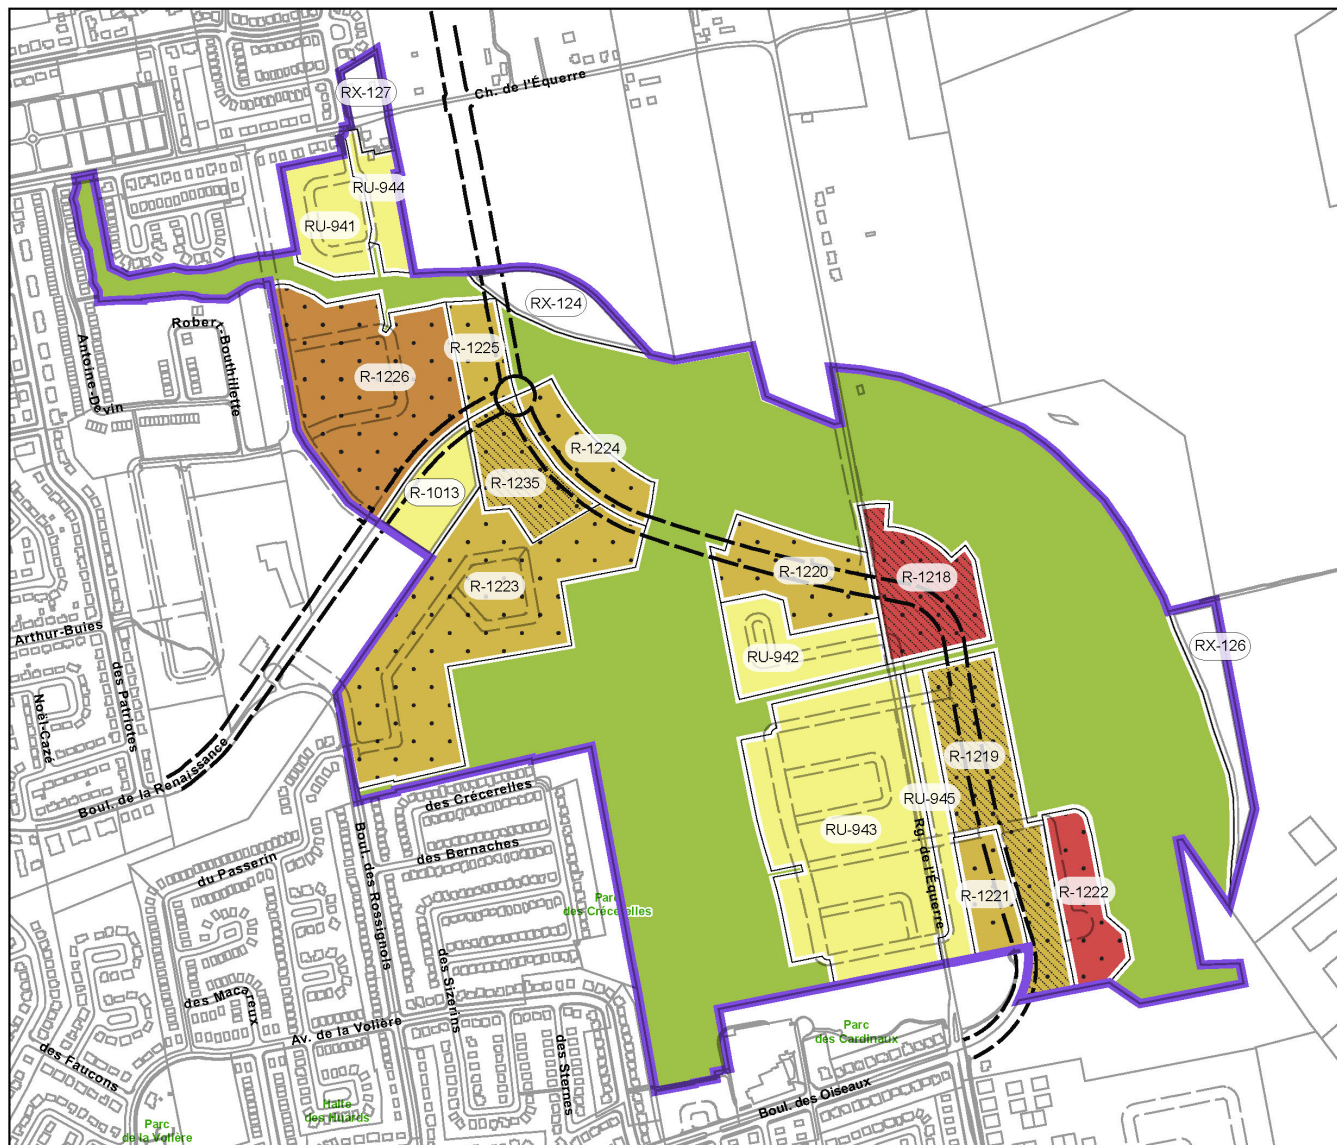 Ch. de l'Équerre
RX-127
RU-944
RU-941
RX-124
Robert-Bouthillette
Antoine-Dévin
R-1225
R-1226
R-1224
R-1235
R-1013
R-1223
R-1220
R-1218
RU-942
RX-126
Arthur-Buies
des Patriotes
Noël-Cazé
Boul. de la Renaissance
R-1219
RU-945
RU-943
Rg. de l'Équerre
R-1221
R-1222
des Crécerelles
des Bernaches
du Passerin
Boul. des Rossignols
Parc
des Crécerelles
des Sizerins
des Macareux
Av. de la Volière
des Sternes
des Faucons
Parc
des Cardinaux
Boul. des Oiseaux
Halte
des Huards
Parc
de la Volière